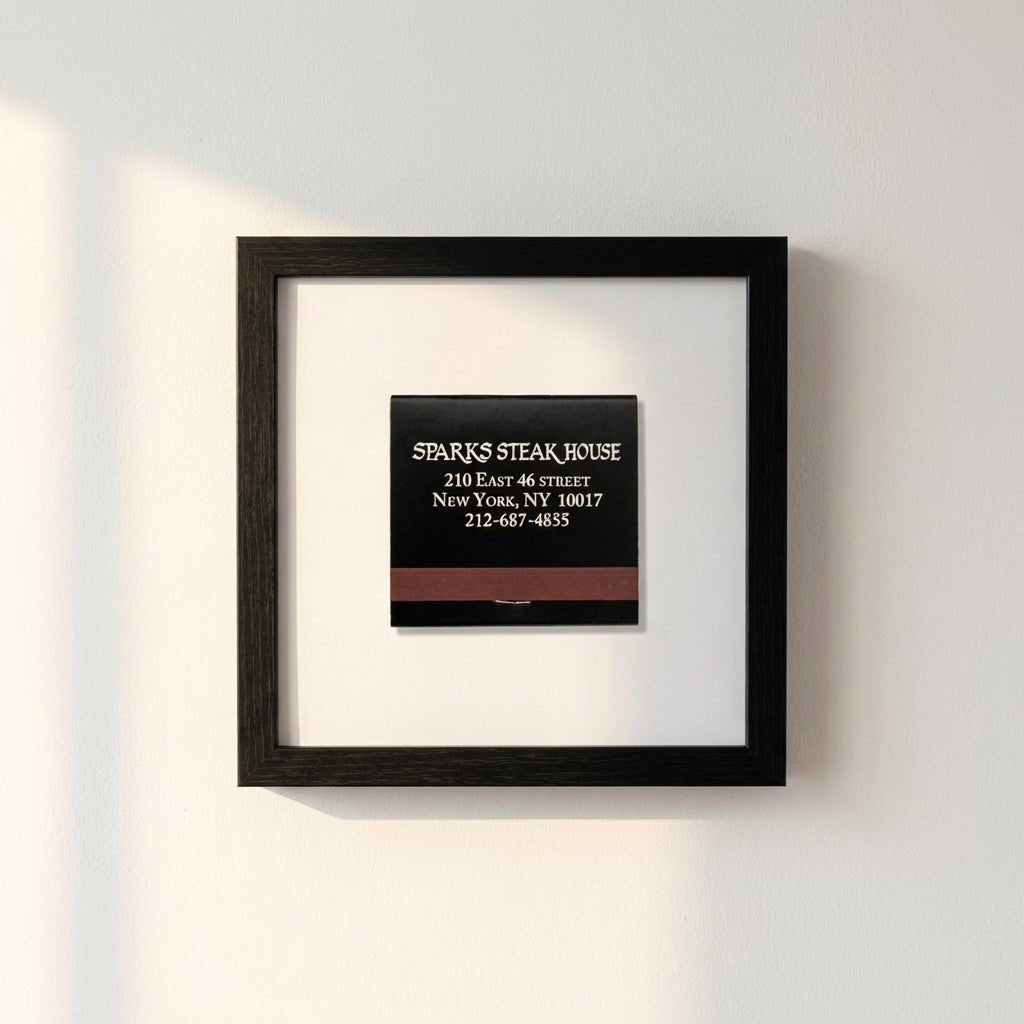 SPARKS STEAK HOUSE
210 EAST 46 STREET
NEW YORK, NY 10017
212-687-4855